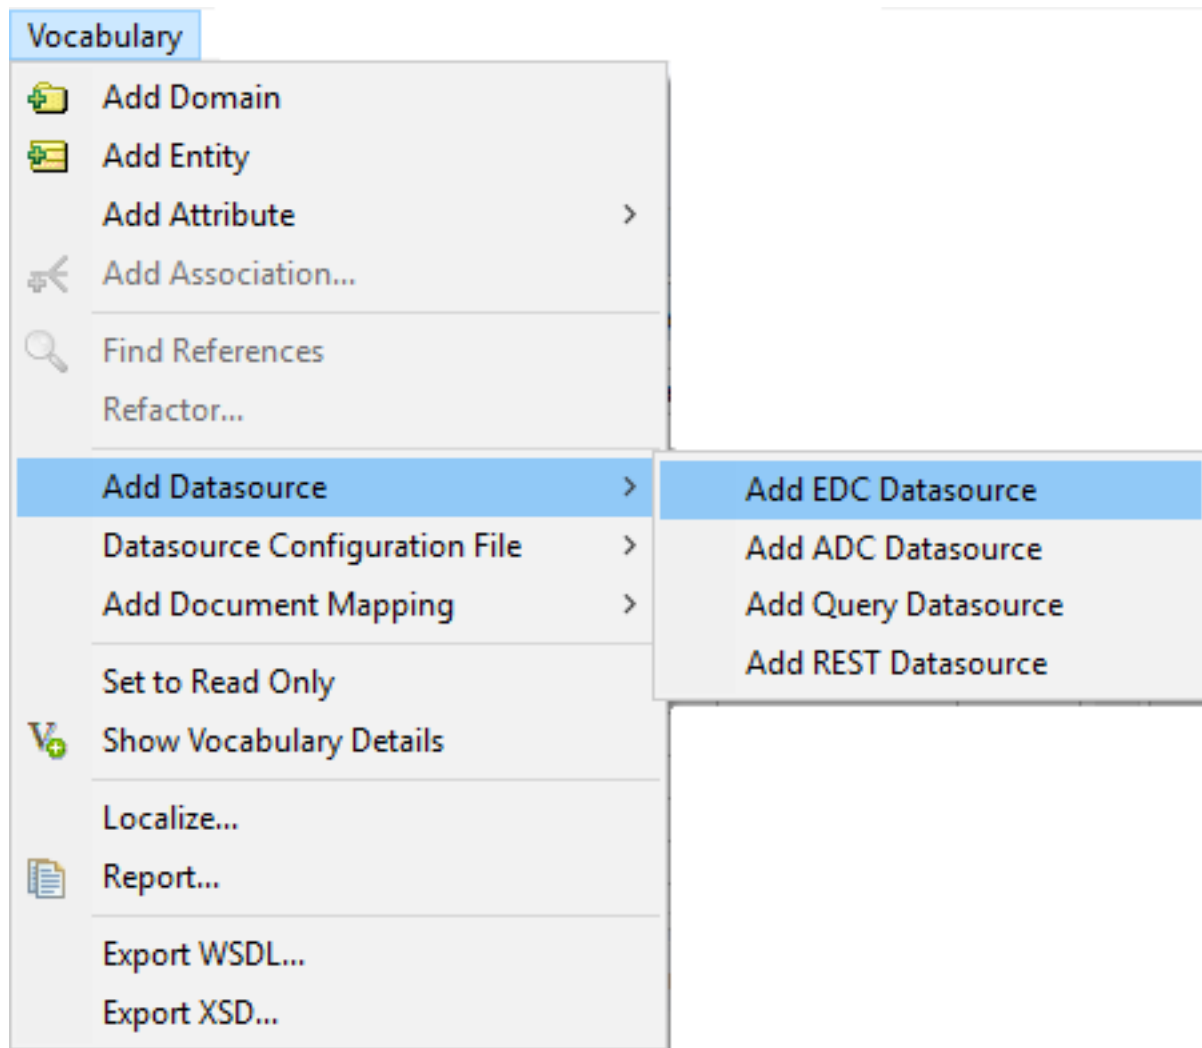 Vocabulary
Add Domain
Add Entity
Add Attribute
Add Association...
Find References
Refactor...
Add Datasource
Add EDC Datasource
Add ADC Datasource
Add Query Datasource
Add REST Datasource
Datasource Configuration File
Add Document Mapping
Set to Read Only
Show Vocabulary Details
Localize...
Report...
Export WSDL...
Export XSD...